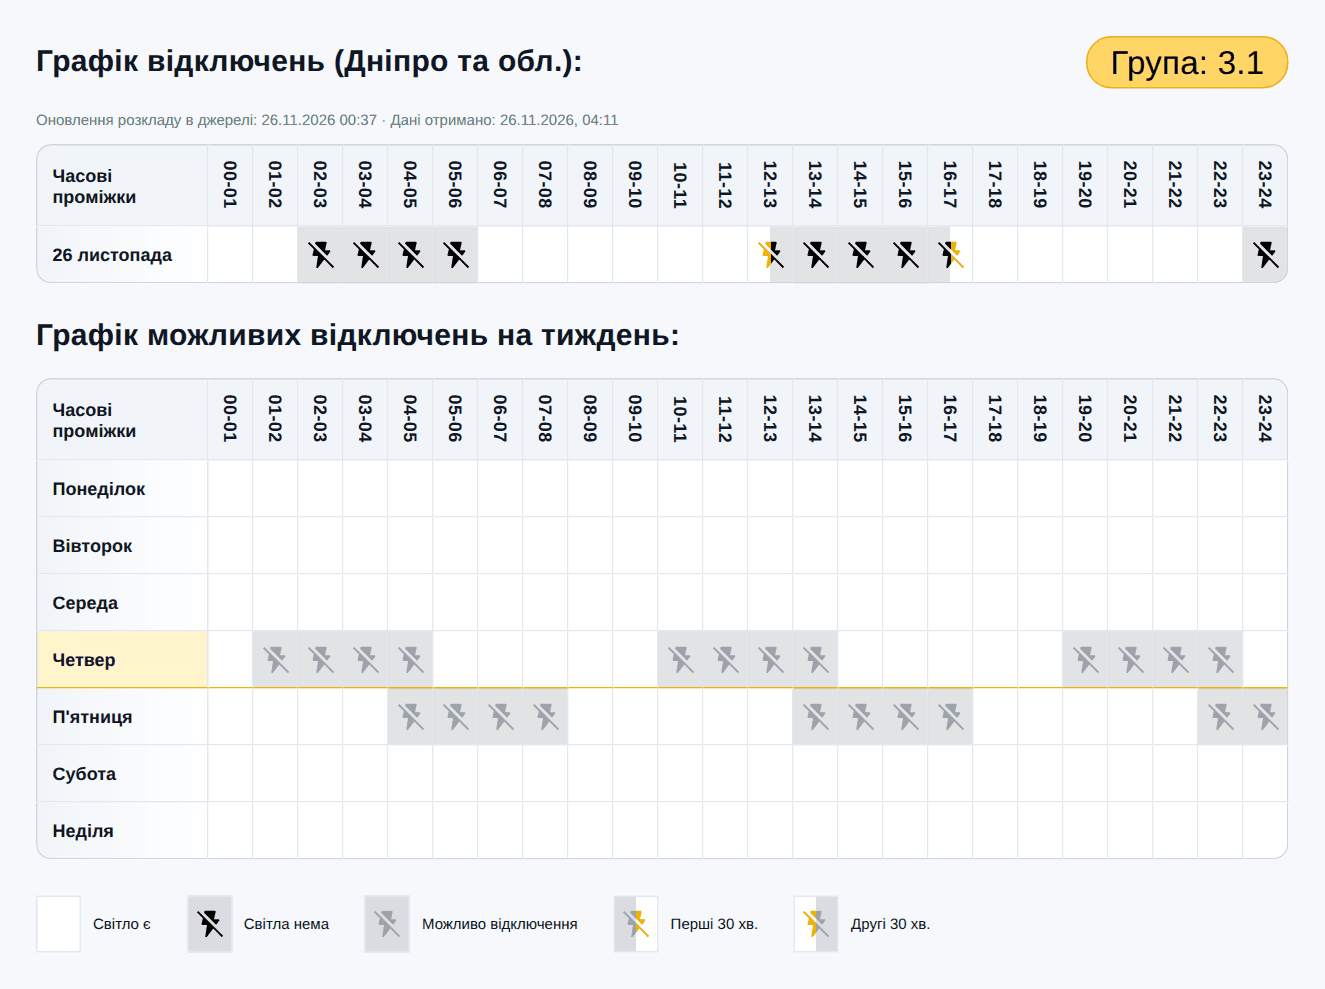 Графік відключень (Дніпро та обл.):
Група: 3.1
Оновлення розкладу в джерелі: 26.11.2026 00:37 · Дані отримано: 26.11.2026, 04:11
Часові
проміжки
00-01 01-02 02-03 03-04 04-05 05-06 06-07 07-08 08-09 09-10 10-11 11-12 12-13 13-14 14-15 15-16 16-17 17-18 18-19 19-20 20-21 21-22 22-23 23-24
26 листопада
Графік можливих відключень на тиждень:
Часові
проміжки
00-01 01-02 02-03 03-04 04-05 05-06 06-07 07-08 08-09 09-10 10-11 11-12 12-13 13-14 14-15 15-16 16-17 17-18 18-19 19-20 20-21 21-22 22-23 23-24
Понеділок
Вівторок
Середа
Четвер
П'ятниця
Субота
Неділя
Світло є Світла нема Можливо відключення Перші 30 хв. Другі 30 хв.